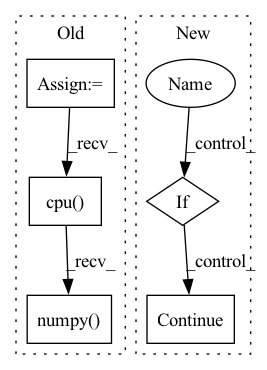 Old
New
Assign:=
Name
_recv_
_control_
cpu()
If
_recv_
_control_
numpy()
Continue